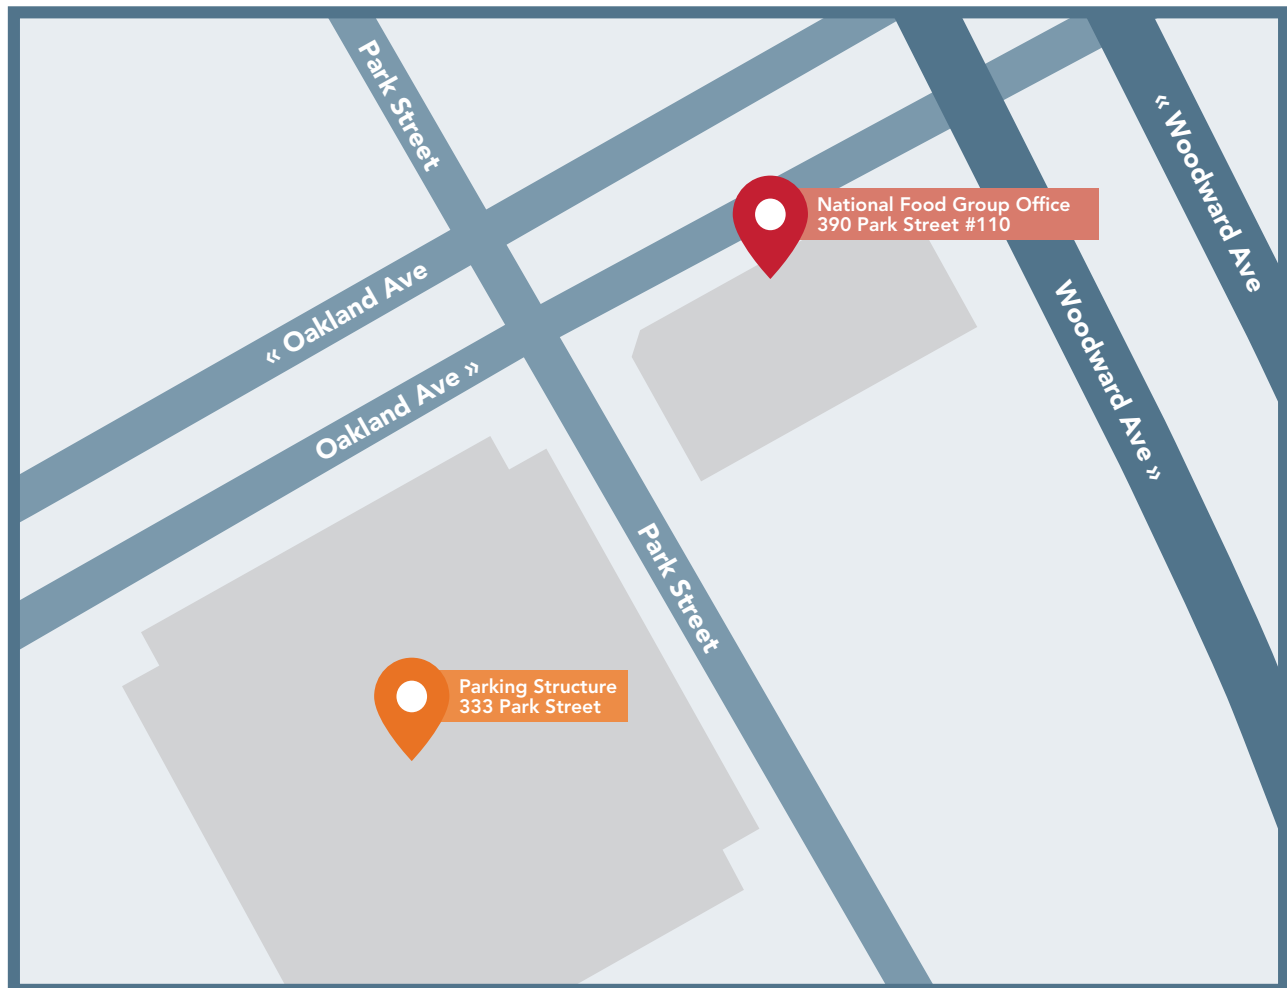 Park Street
« Woodward Ave
National Food Group Office
390 Park Street #110
« Oakland Ave
Woodward Ave »
Oakland Ave »
Park Street
Parking Structure
333 Park Street